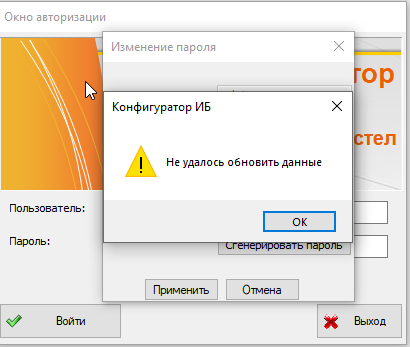 Окно авторизации
Изменение пароля
тор
Конфигуратор ИБ
стел
Не удалось обновить данные
Пользователь:
OK
Пароль:
Сгенерировать пароль
Применить
Отмена
Войти
Выход